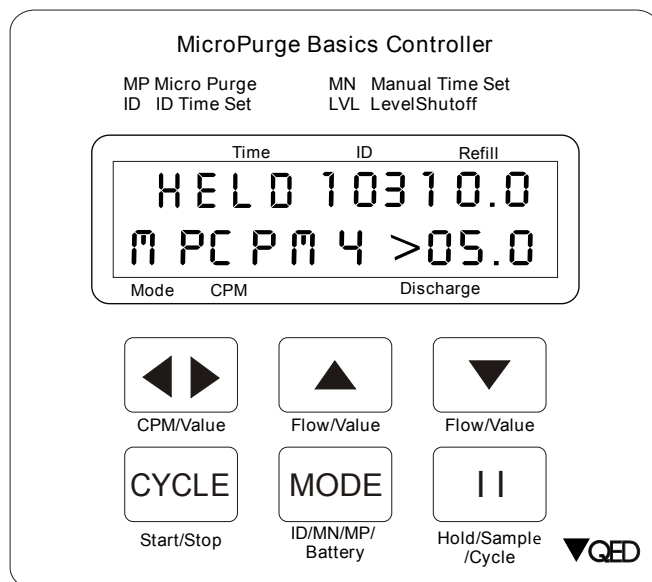 MicroPurge Basics Controller
MP Micro Purge MN Manual Time Set
ID ID Time Set LVL LevelShutoff
Time ID Refill
HELD 10310.0
M PCPM 4 >05.0
Mode CPM Discharge
CPM/Value Flow/Value Flow/Value
CYCLE MODE II
Start/Stop ID/MN/MP/ Hold/Sample
Battery /Cycle
QED